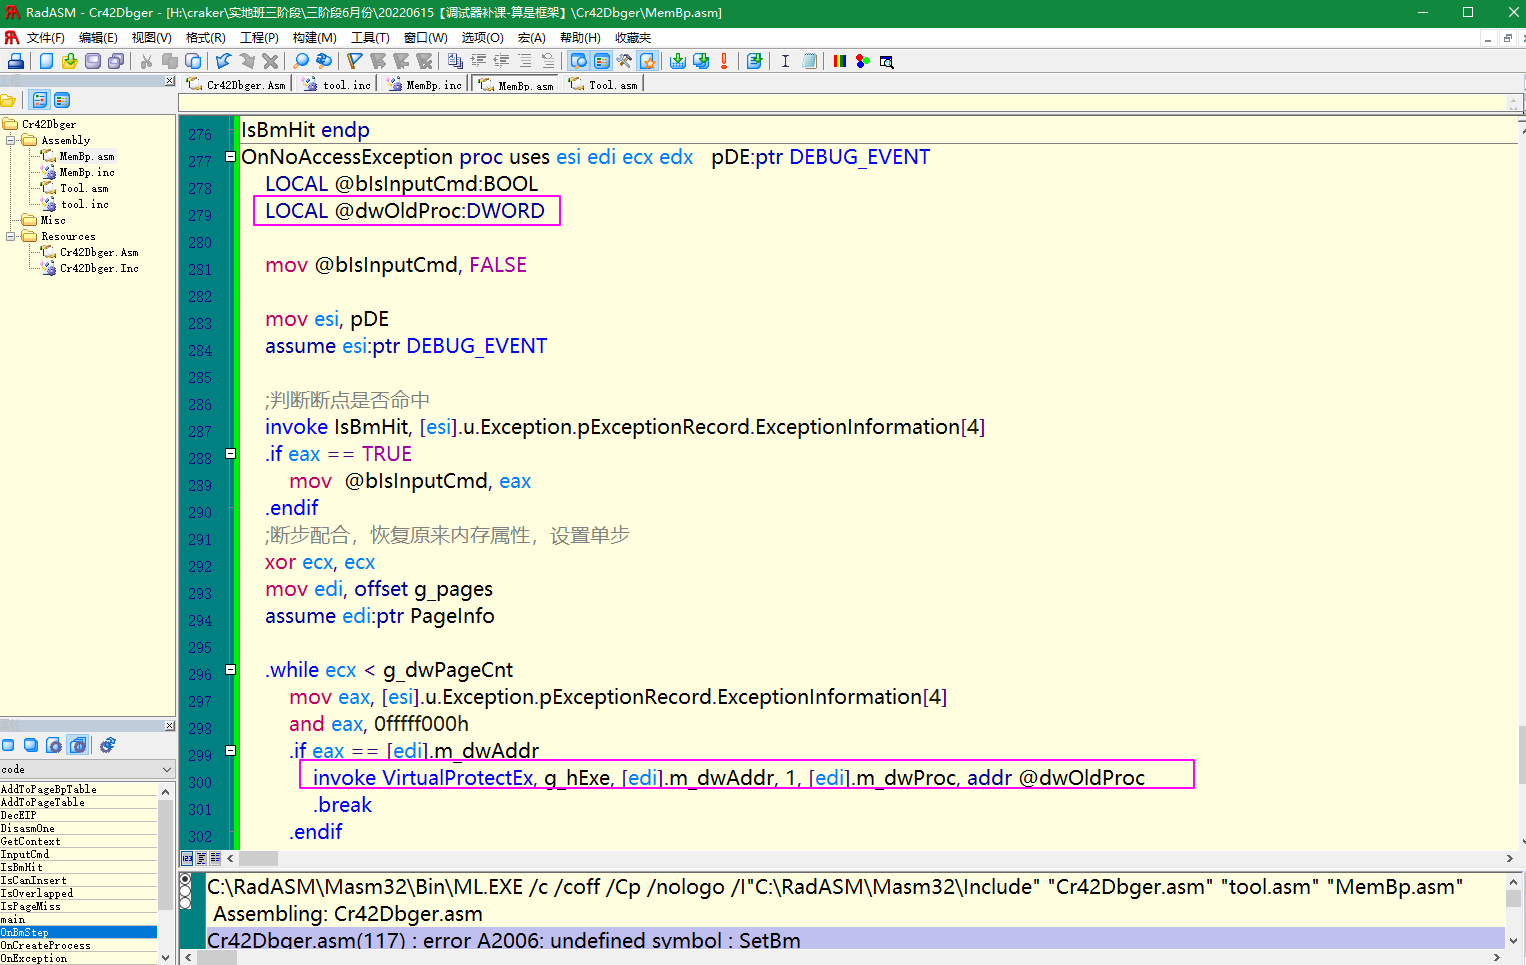 RadASM - Cr42Dbger - [H:\craker\实地班三阶段\三阶段6月份\20220615【调试器补课-算是框架】\Cr42Dbger\MemBp.asm]
文件(F) 编辑(E) 视图(V) 格式(R) 工程(P) 构建(M) 工具(T) 窗口(W) 选项(O) 宏(A) 帮助(H) 收藏夹
Cr42Dbger.Asm tool.inc MemBp.inc MemBp.asm Tool.asm
Cr42Dbger
Assembly
MemBp.asm
MemBp.inc
Tool.asm
tool.inc
Misc
Resources
Cr42Dbger.Asm
Cr42Dbger.Inc
code
AddToPageBpTable
AddToPageTable
DecEIP
DisasmOne
GetContext
InputCmd
IsBmHit
IsCanInsert
IsOverlapped
IsPageMiss
main
OnBmStep
OnCreateProcess
OnException
276 IsBmHit endp
277 OnNoAccessException proc uses esi edi ecx edx pDE:ptr DEBUG_EVENT
278 LOCAL @bIsInputCmd:BOOL
279 LOCAL @dwOldProc:DWORD
280
281 mov @bIsInputCmd, FALSE
282
283 mov esi, pDE
284 assume esi:ptr DEBUG_EVENT
285
286 ;判断断点是否命中
287 invoke IsBmHit, [esi].u.Exception.pExceptionRecord.ExceptionInformation[4]
288 .if eax == TRUE
289 mov @bIsInputCmd, eax
290 .endif
291 ;断步配合，恢复原来内存属性，设置单步
292 xor ecx, ecx
293 mov edi, offset g_pages
294 assume edi:ptr PageInfo
295
296 .while ecx < g_dwPageCnt
297 mov eax, [esi].u.Exception.pExceptionRecord.ExceptionInformation[4]
298 and eax, 0fffff000h
299 .if eax == [edi].m_dwAddr
300 invoke VirtualProtectEx, g_hExe, [edi].m_dwAddr, 1, [edi].m_dwProc, addr @dwOldProc
301 .break
302 .endif
C:\RadASM\Masm32\Bin\ML.EXE /c /coff /Cp /nologo /I"C:\RadASM\Masm32\Include" "Cr42Dbger.asm" "tool.asm" "MemBp.asm"
Assembling: Cr42Dbger.asm
Cr42Dbger.asm(117) : error A2006: undefined symbol : SetBm